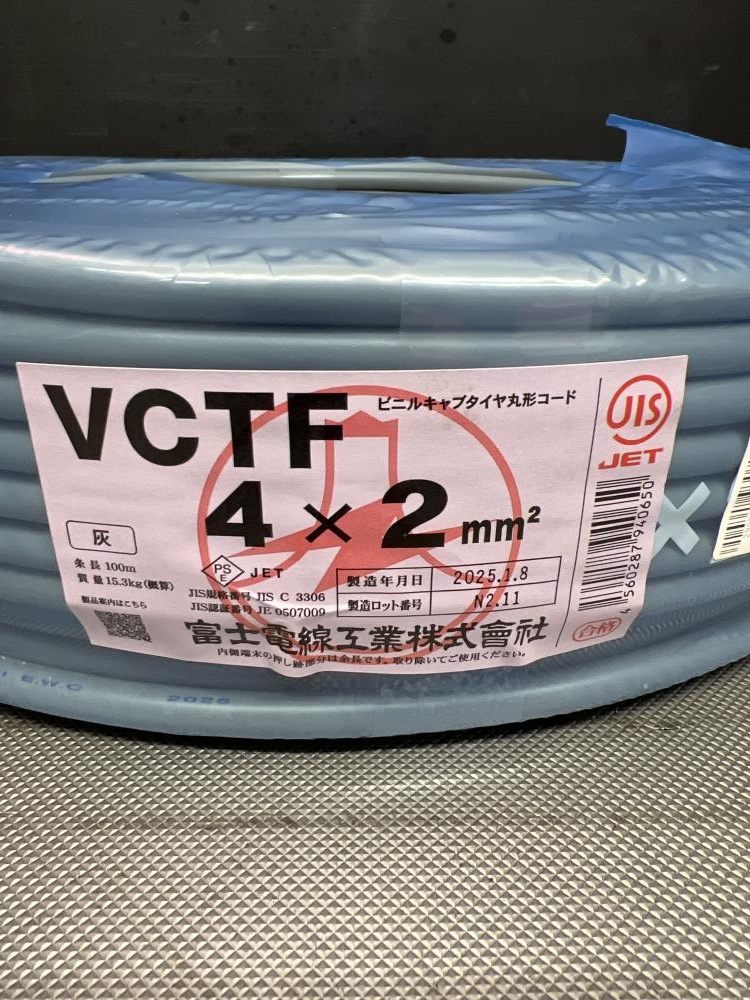 VCTF
ビニルキャブタイヤ丸形コード
4×2mm²
灰
条長 100m
質量 15.3kg(概算)
製品案内はこちら
PS
E
JET
JIS規格番号 JIS C 3306
JIS認証番号 JE 0507009
製造年月日 2025.1.8
製造ロット番号 N2.11
富士電線工業株式會社
内側端末の押し跡部分は余長です。取り除いてご使用ください。
JIS
JET
4 560287 940650
合格
E.W.C 2025